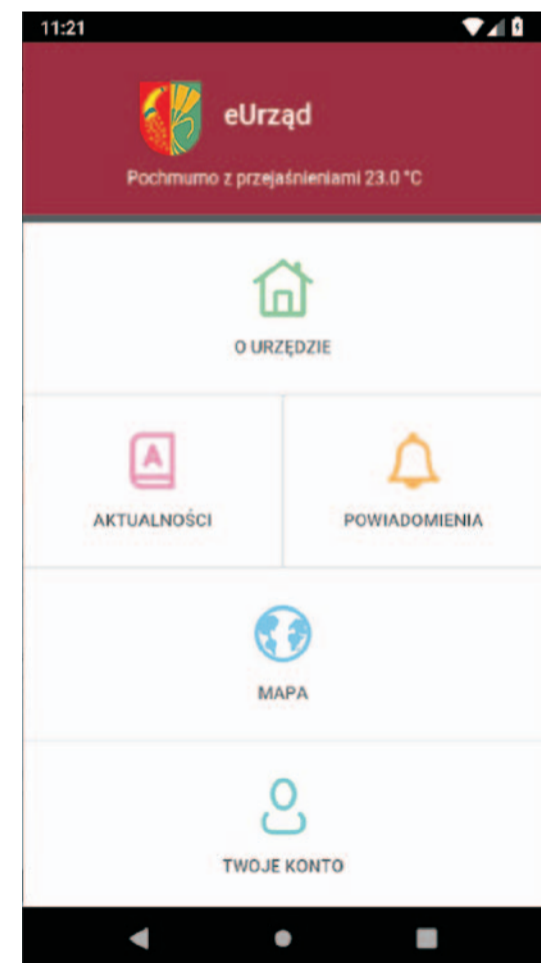 11:21
eUrząd
Pochmurno z przejaśnieniami 23.0 °C
O URZĘDZIE
A
AKTUALNOŚCI
POWIADOMIENIA
MAPA
TWOJE KONTO